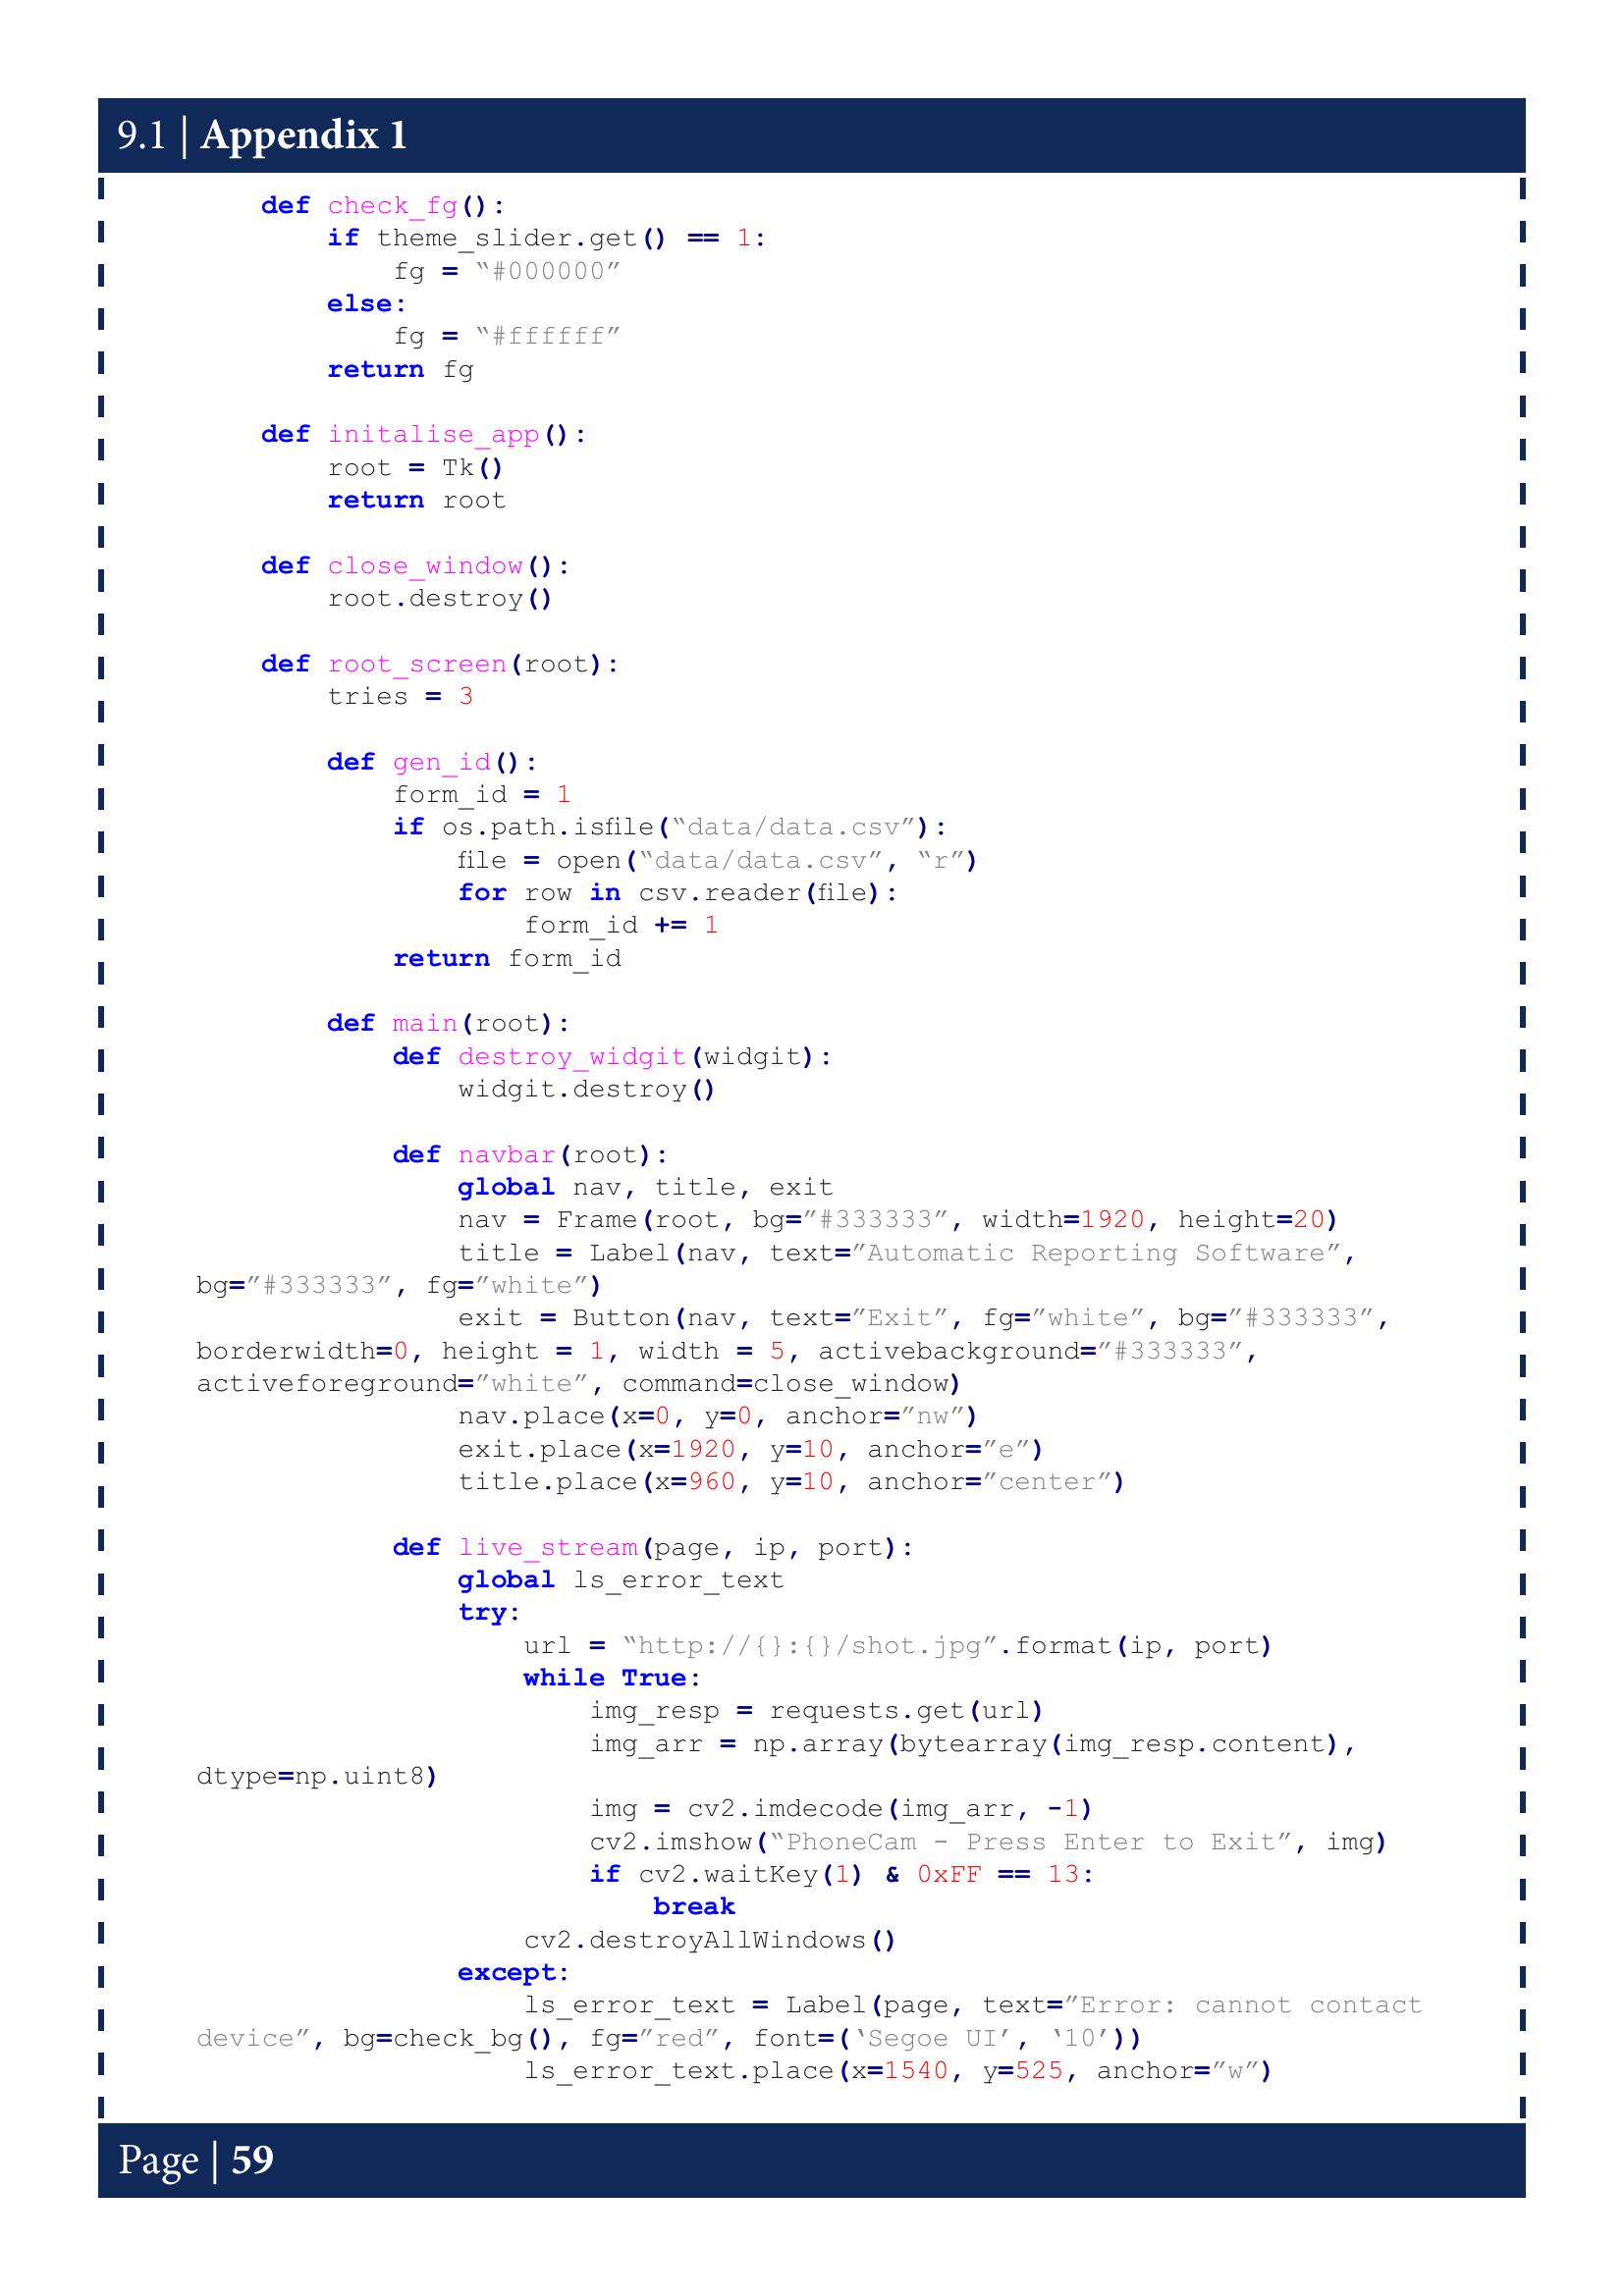 9.1 | Appendix 1
def check_fg():
if theme_slider.get() == 1:
fg = “#000000”
else:
fg = “#ffffff”
return fg
def initalise_app():
root = Tk()
return root
def close_window():
root.destroy()
def root_screen(root):
tries = 3
def gen_id():
form_id = 1
if os.path.isfile(“data/data.csv”):
file = open(“data/data.csv”, “r”)
for row in csv.reader(file):
form_id += 1
return form_id
def main(root):
def destroy_widgit(widgit):
widgit.destroy()
def navbar(root):
global nav, title, exit
nav = Frame(root, bg=”#333333”, width=1920, height=20)
title = Label(nav, text=”Automatic Reporting Software”,
bg=”#333333”, fg=”white”)
exit = Button(nav, text=”Exit”, fg=”white”, bg=”#333333”,
borderwidth=0, height = 1, width = 5, activebackground=”#333333”,
activeforeground=”white”, command=close_window)
nav.place(x=0, y=0, anchor=”nw”)
exit.place(x=1920, y=10, anchor=”e”)
title.place(x=960, y=10, anchor=”center”)
def live_stream(page, ip, port):
global ls_error_text
try:
url = “http://{}:{}/shot.jpg”.format(ip, port)
while True:
img_resp = requests.get(url)
img_arr = np.array(bytearray(img_resp.content),
dtype=np.uint8)
img = cv2.imdecode(img_arr, -1)
cv2.imshow(“PhoneCam - Press Enter to Exit”, img)
if cv2.waitKey(1) & 0xFF == 13:
break
cv2.destroyAllWindows()
except:
ls_error_text = Label(page, text=”Error: cannot contact
device”, bg=check_bg(), fg=”red”, font=(‘Segoe UI’, ‘10’))
ls_error_text.place(x=1540, y=525, anchor=”w”)
Page | 59